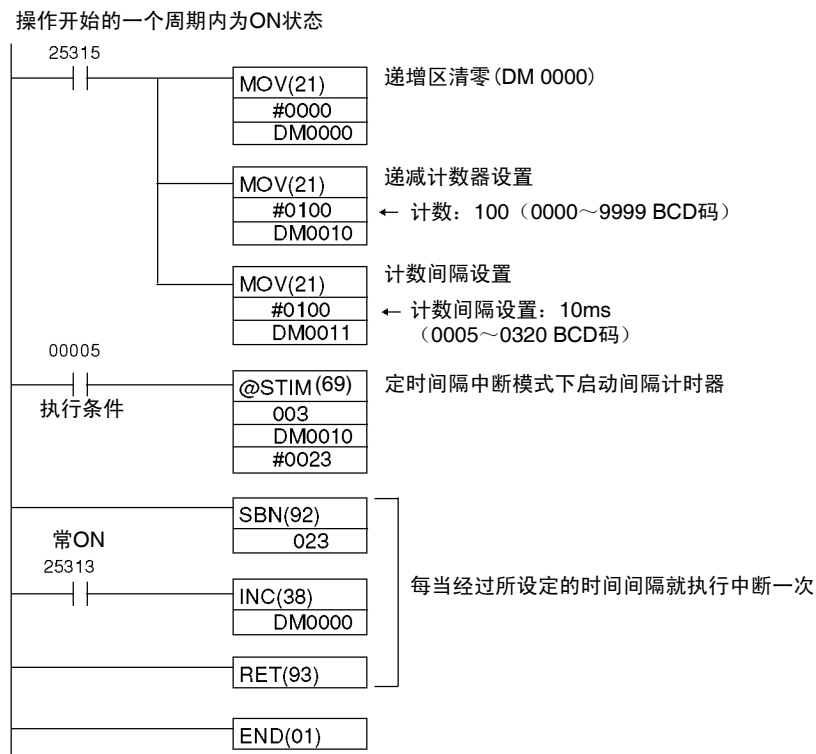 操作开始的一个周期内为ON状态
25315
MOV(21)
#0000
DM0000
递增区清零(DM 0000)
MOV(21)
#0100
DM0010
递减计数器设置
← 计数：100（0000～9999 BCD码）
MOV(21)
#0100
DM0011
计数间隔设置
← 计数间隔设置：10ms
（0005～0320 BCD码）
00005
执行条件
@STIM(69)
003
DM0010
#0023
定时间隔中断模式下启动间隔计时器
SBN(92)
023
常ON
25313
INC(38)
DM0000
每当经过所设定的时间间隔就执行中断一次
RET(93)
END(01)